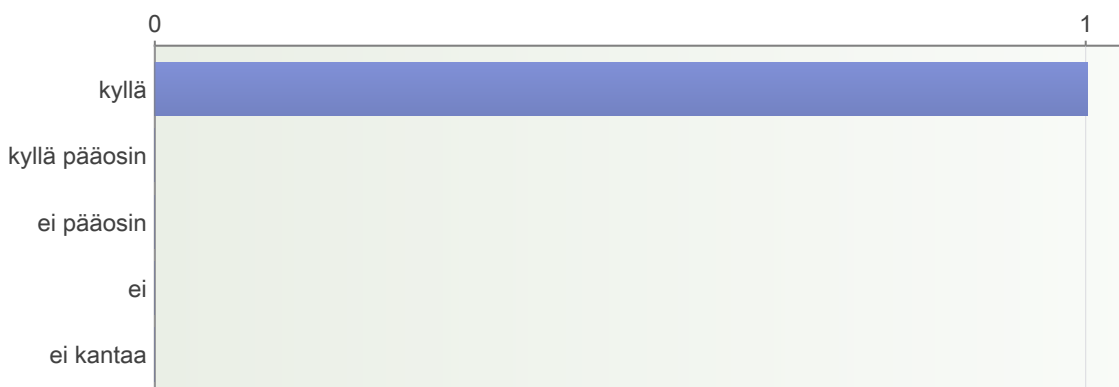 0 1
kyllä
kyllä pääosin
ei pääosin
ei
ei kantaa